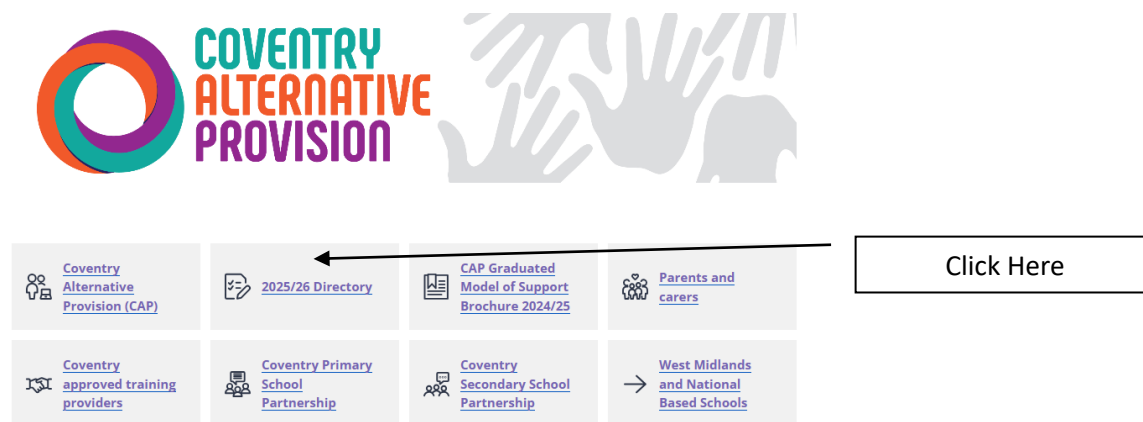 COVENTRY
ALTERNATIVE
PROVISION
Click Here
Coventry
Alternative
Provision (CAP)
2025/26 Directory
CAP Graduated
Model of Support
Brochure 2024/25
Parents and
carers
Coventry
approved training
providers
Coventry Primary
School
Partnership
Coventry
Secondary School
Partnership
West Midlands
and National
Based Schools